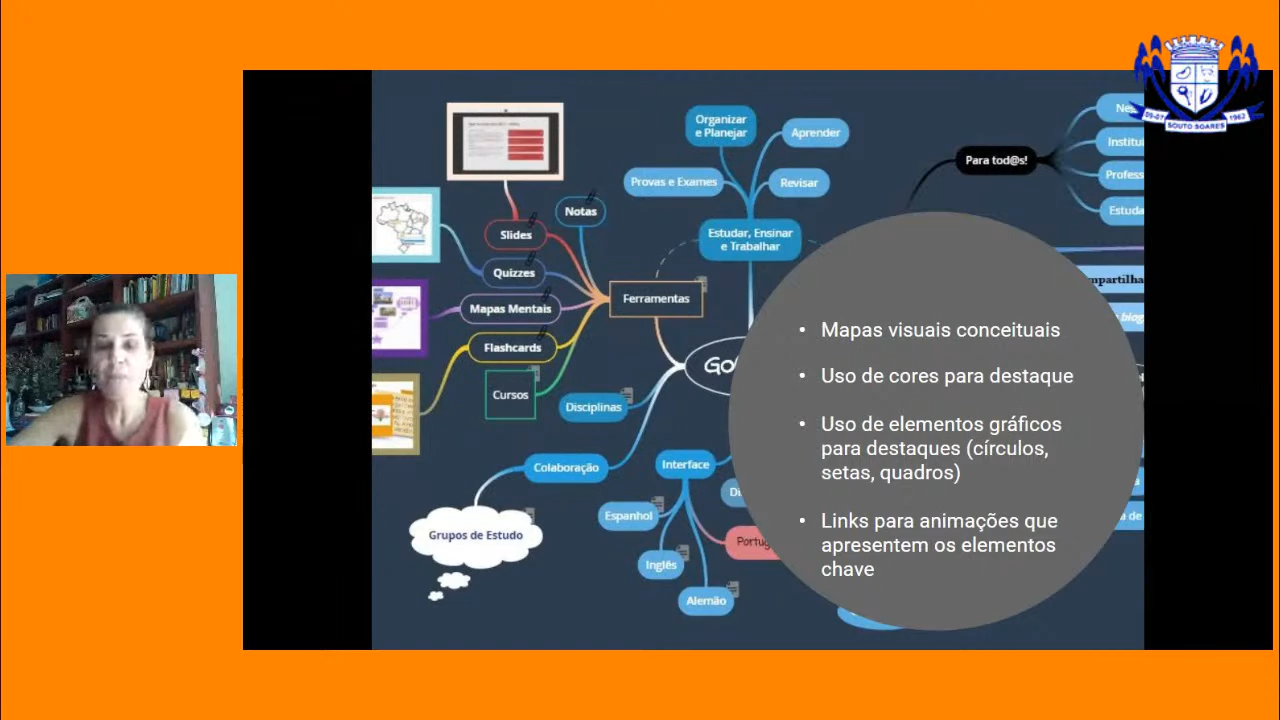 09-07
1962
SOUTO SOARES
Organizar
e Planejar
Aprender
Para tod@s!
Provas e Exames
Revisar
Notas
Slides
Estudar, Ensinar
e Trabalhar
Quizzes
Ferramentas
Mapas Mentais
Flashcards
Cursos
Disciplinas
Colaboração
Interface
Grupos de Estudo
Espanhol
Inglês
Alemão
• Mapas visuais conceituais
• Uso de cores para destaque
• Uso de elementos gráficos
para destaques (círculos,
setas, quadros)
• Links para animações que
apresentem os elementos
chave